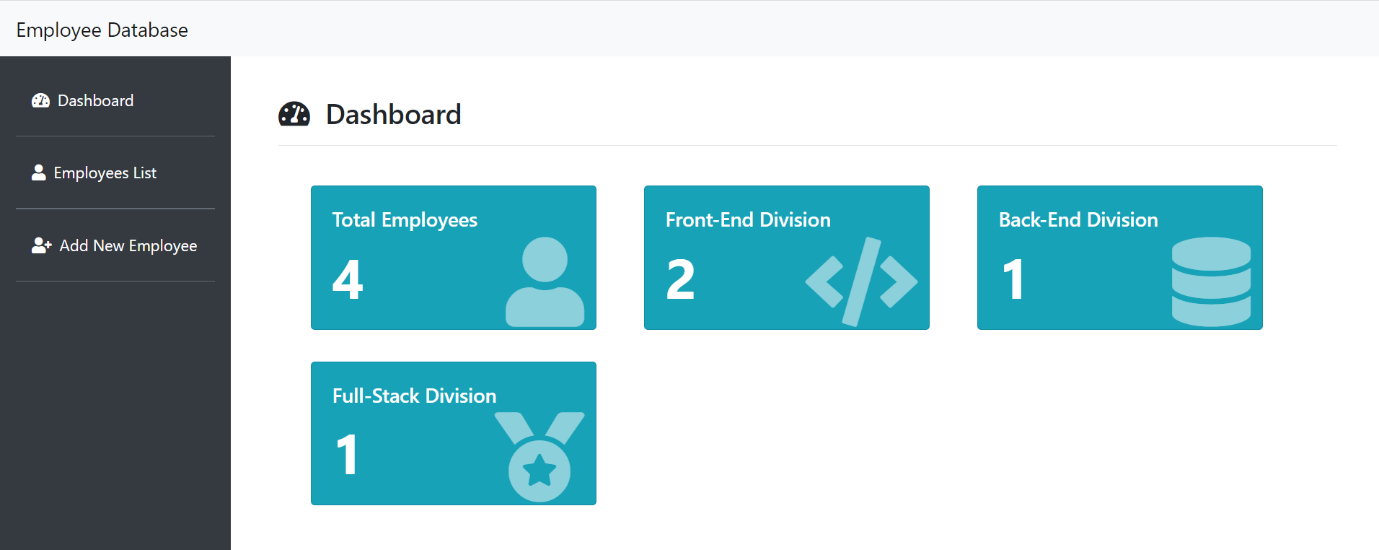 Employee Database
Dashboard
Employees List
Add New Employee
Dashboard
Total Employees
4
Front-End Division
2
Back-End Division
1
Full-Stack Division
1